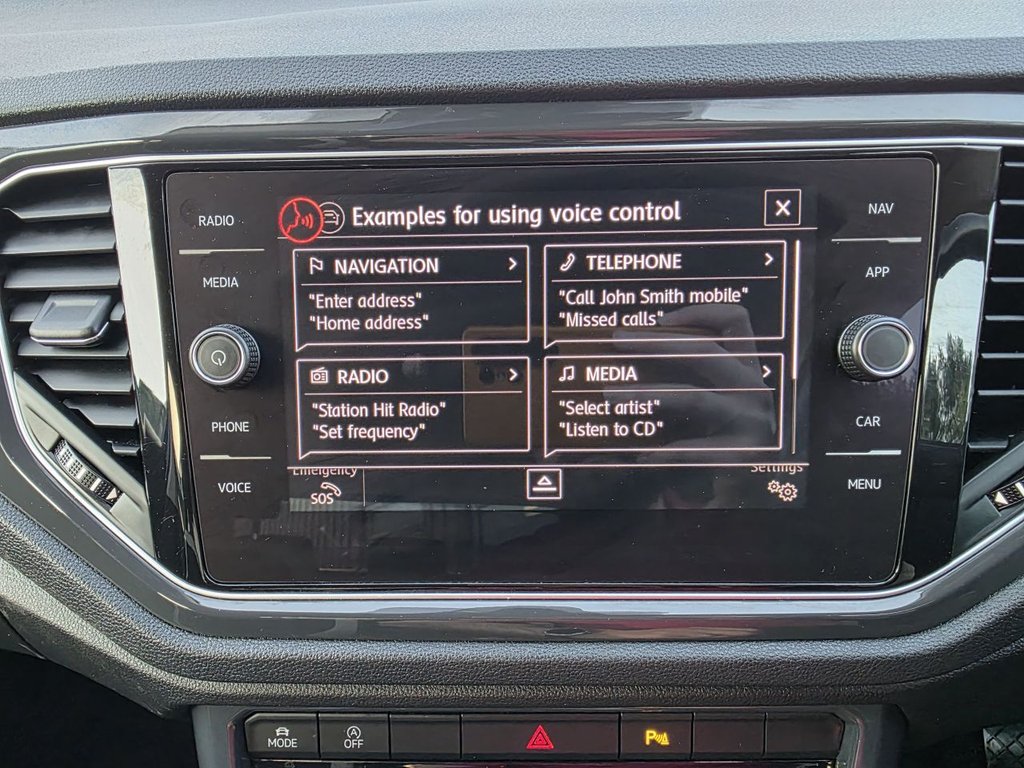 RADIO
MEDIA
PHONE
VOICE
Examples for using voice control
NAVIGATION
"Enter address"
"Home address"
TELEPHONE
"Call John Smith mobile"
"Missed calls"
RADIO
"Station Hit Radio"
"Set frequency"
MEDIA
"Select artist"
"Listen to CD"
Emergency
SOS
Settings
NAV
APP
CAR
MENU
MODE
A
OFF
P